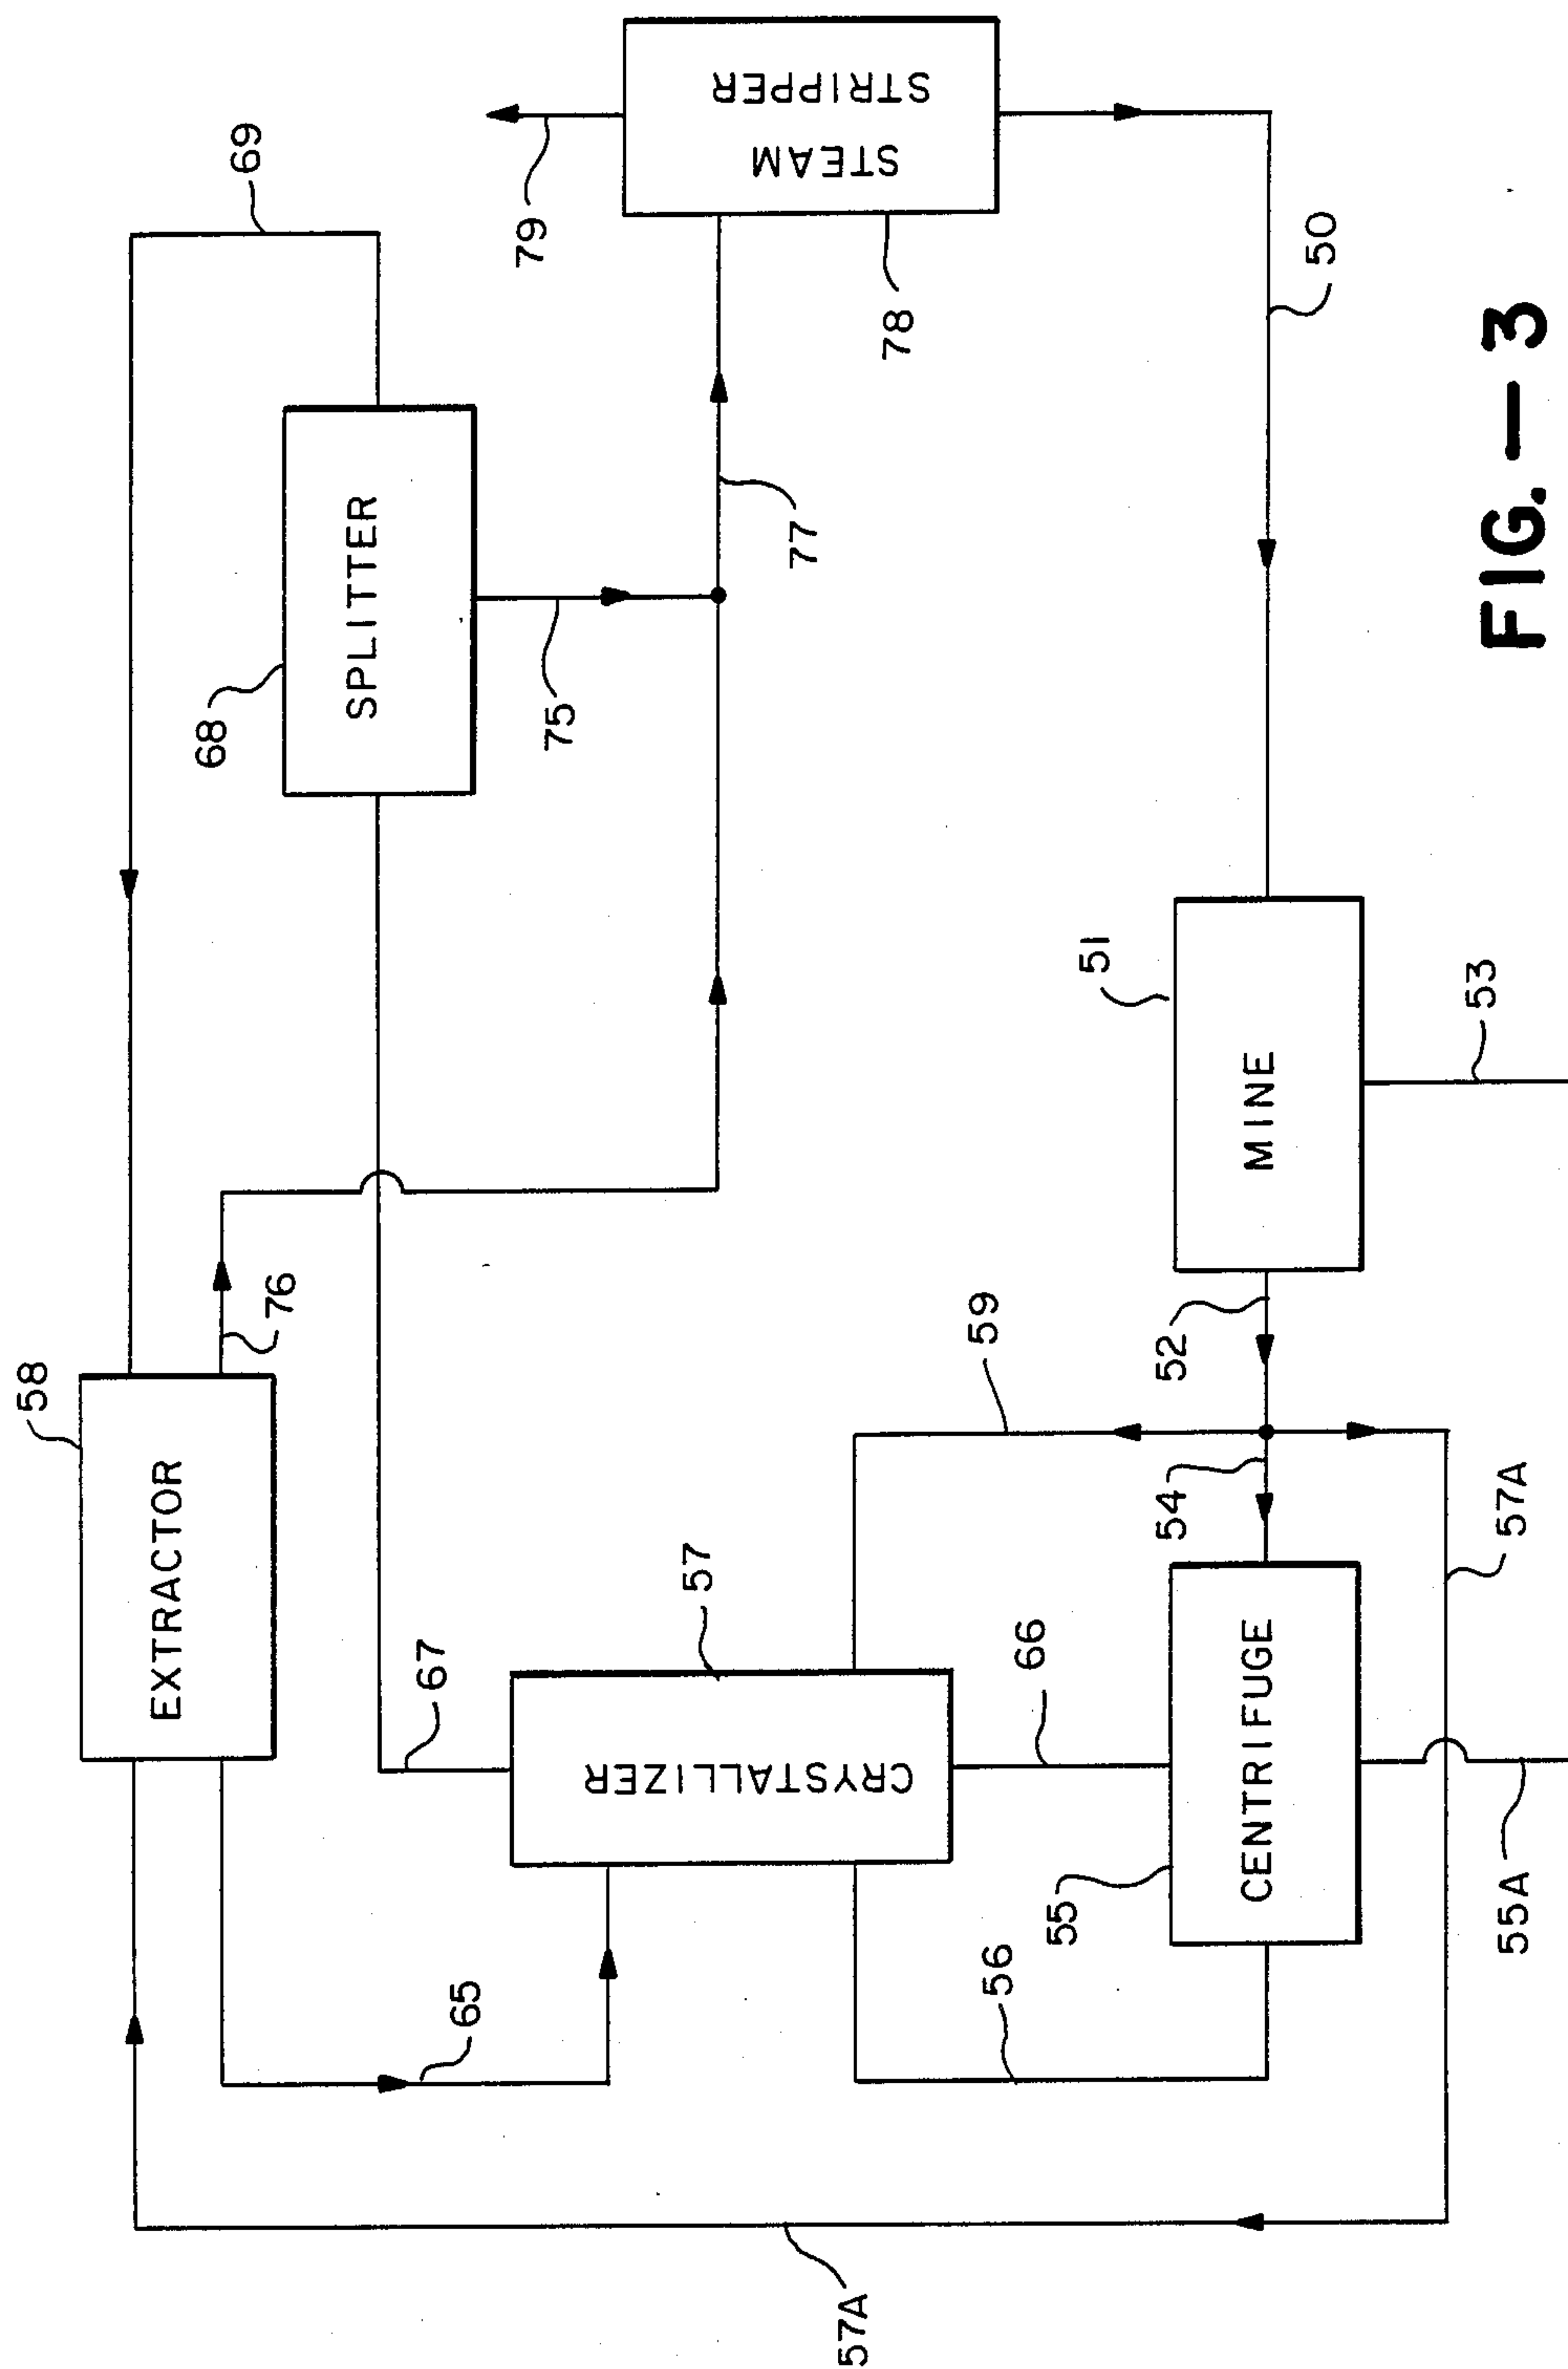 58
EXTRACTOR
76
69
68
SPLITTER
75
77
79
STEAM
STRIPPER
78
65
67
57
CRYSTALLIZER
59
66
56
55
CENTRIFUGE
54
52
51
MINE
50
53
57A
57A
55A
FIG. - 3